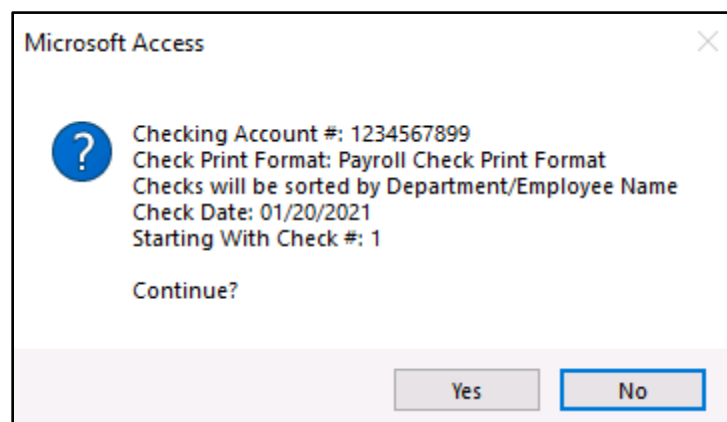 Microsoft Access
Checking Account #: 1234567899
Check Print Format: Payroll Check Print Format
Checks will be sorted by Department/Employee Name
Check Date: 01/20/2021
Starting With Check #: 1
Continue?
Yes
No